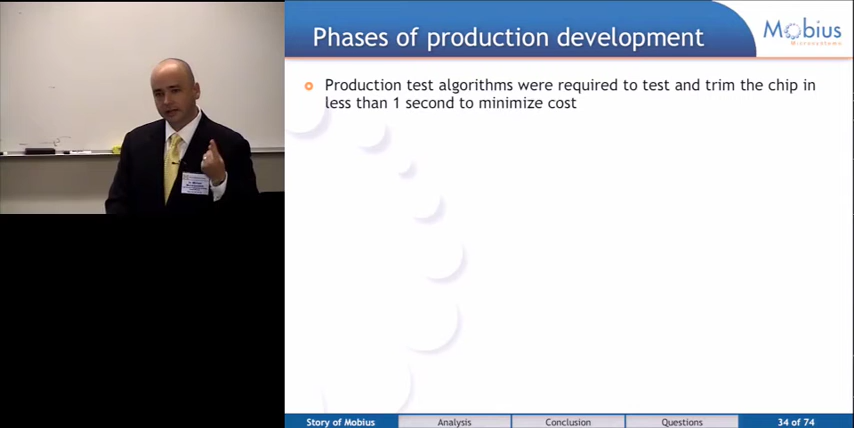 Phases of production development
Mobius
Microsystems
Production test algorithms were required to test and trim the chip in
less than 1 second to minimize cost
Story of Mobius
Analysis
Conclusion
Questions
34 of 74